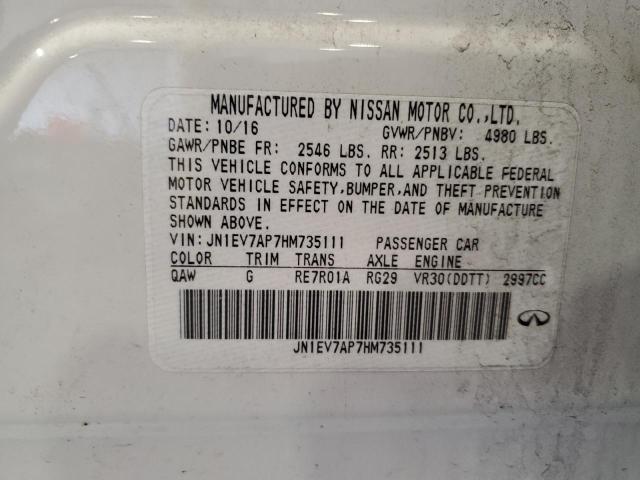 MANUFACTURED BY NISSAN MOTOR CO.,LTD.
DATE: 10/16 GVWR/PNBV: 4980 LBS.
GAWR/PNBE FR: 2546 LBS. RR: 2513 LBS.
THIS VEHICLE CONFORMS TO ALL APPLICABLE FEDERAL
MOTOR VEHICLE SAFETY,BUMPER,AND THEFT PREVENTION
STANDARDS IN EFFECT ON THE DATE OF MANUFACTURE
SHOWN ABOVE.
VIN:JN1EV7AP7HM735111 PASSENGER CAR
COLOR TRIM TRANS AXLE ENGINE
QAW G RE7R01A RG29 VR30(DDTT) 2997CC
JN1EV7AP7HM735111